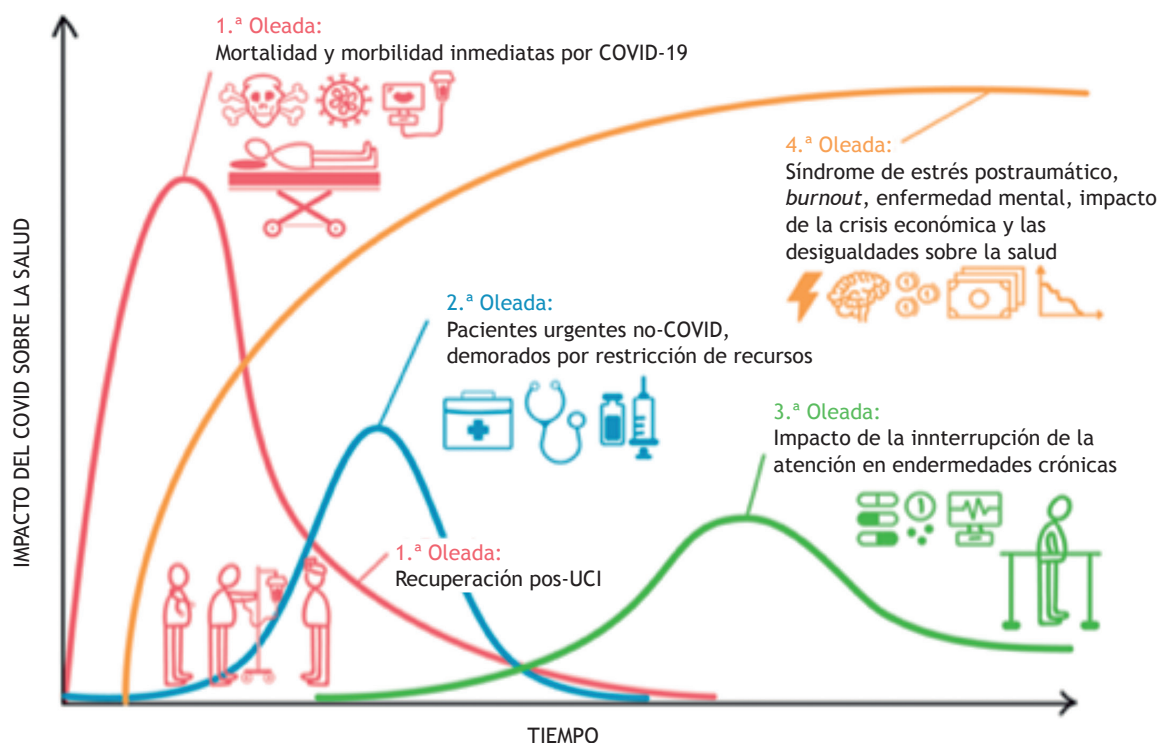 1.ª Oleada:
Mortalidad y morbilidad inmediatas por COVID-19
4.ª Oleada:
Síndrome de estrés postraumático,
burnout, enfermedad mental, impacto
de la crisis económica y las
desigualdades sobre la salud
2.ª Oleada:
Pacientes urgentes no-COVID,
demorados por restricción de recursos
3.ª Oleada:
Impacto de la innterrupción de la
atención en endermedades crónicas
1.ª Oleada:
Recuperación pos-UCI
IMPACTO DEL COVID SOBRE LA SALUD
TIEMPO